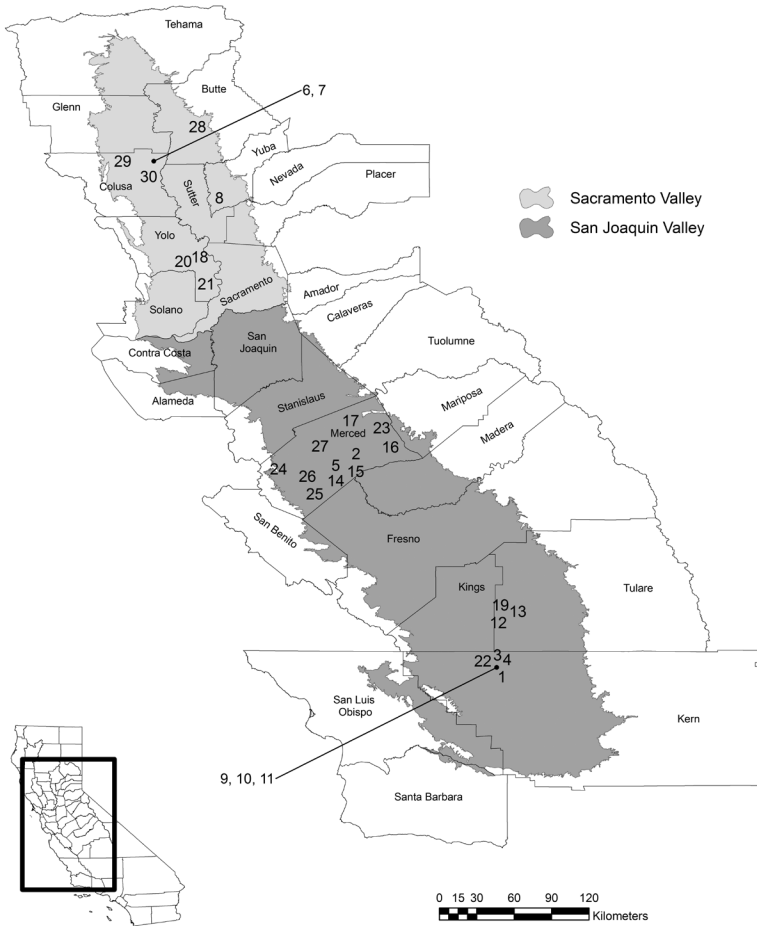 Tehama
Butte
6, 7
Glenn
28
Yuba
29
Nevada
30
Placer
Colusa
Sutter
8
Sacramento Valley
San Joaquin Valley
Yolo
20
18
21
Sacramento
Amador
Solano
Calaveras
San
Joaquin
Tuolumne
Contra Costa
Alameda
Stanislaus
Mariposa
17
23
Merced
Madera
27
16
2
24
5
15
26
14
25
San Benito
Fresno
Kings
Tulare
19
13
12
3
22
4
1
San Luis
Obispo
Kern
9, 10, 11
Santa Barbara
0 15 30 60 90 120
Kilometers